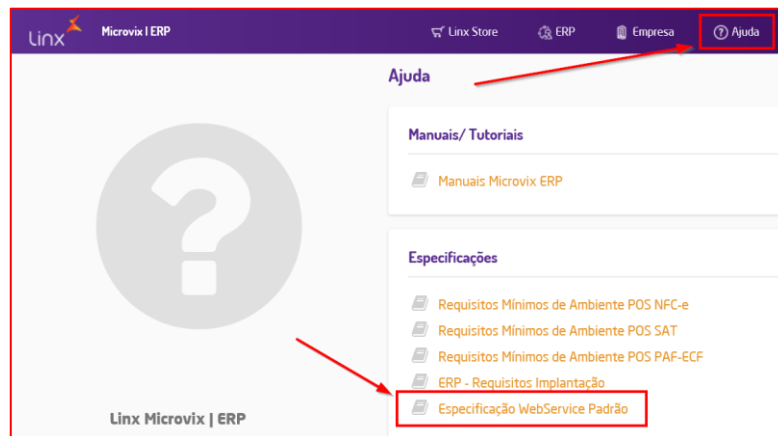 Linx Microvix | ERP Linx Store ERP Empresa ? Ajuda
Ajuda
?
Manuais/ Tutoriais
Manuais Microvix ERP
Especificações
Requisitos Mínimos de Ambiente POS NFC-e
Requisitos Mínimos de Ambiente POS SAT
Requisitos Mínimos de Ambiente POS PAF-ECF
ERP - Requisitos Implantação
Especificação WebService Padrão
Linx Microvix | ERP